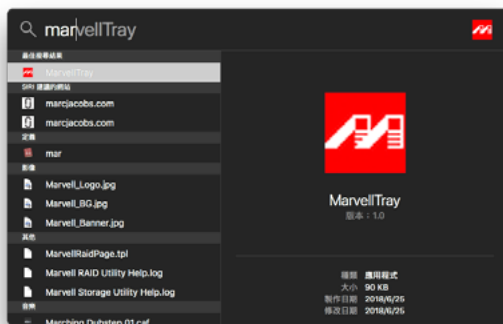 marvellTray
最佳搜尋結果
MarvellTray
SIRI 建議的網站
marcjacobs.com
marcjacobs.com
定義
mar
影像
Marvell_Logo.jpg
Marvell_BG.jpg
Marvell_Banner.jpg
其他
MarvellRaidPage.tpl
Marvell RAID Utility Help.log
Marvell Storage Utility Help.log
音樂
Marching Dubstep 01.caf
MarvellTray
版本：1.0
種類 應用程式
大小 90 KB
製作日期 2018/6/25
修改日期 2018/6/25